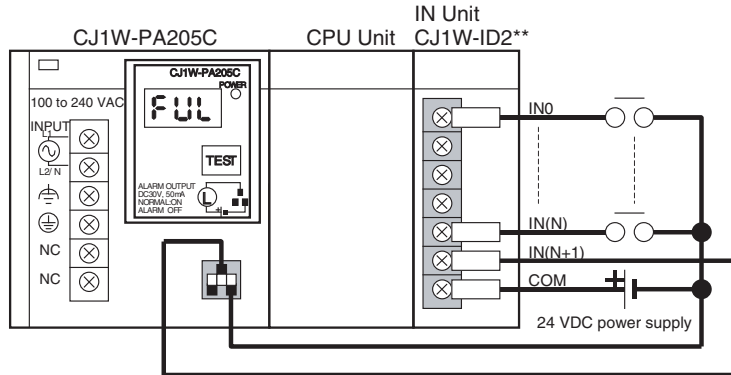 IN Unit
CJ1W-PA205C
CPU Unit
CJ1W-ID2**
CJ1W-PA205C
POWER
FUL
100 to 240 VAC
INPUT
L1
L2/ N
NC
NC
TEST
ALARM OUTPUT
DC30V, 50mA
NORMAL:ON
ALARM OFF
L
+
IN0
IN(N)
IN(N+1)
COM
+
24 VDC power supply